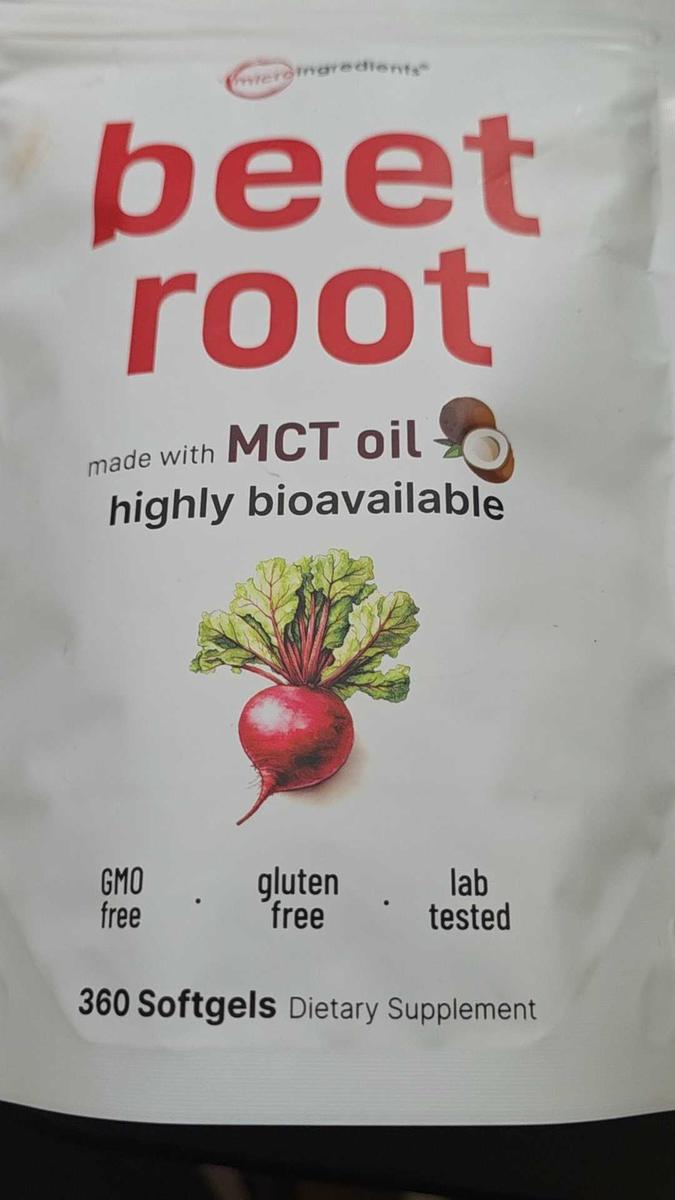 microingredients®
beet
root
made with MCT oil
highly bioavailable
GMO free · gluten free · lab tested
360 Softgels Dietary Supplement